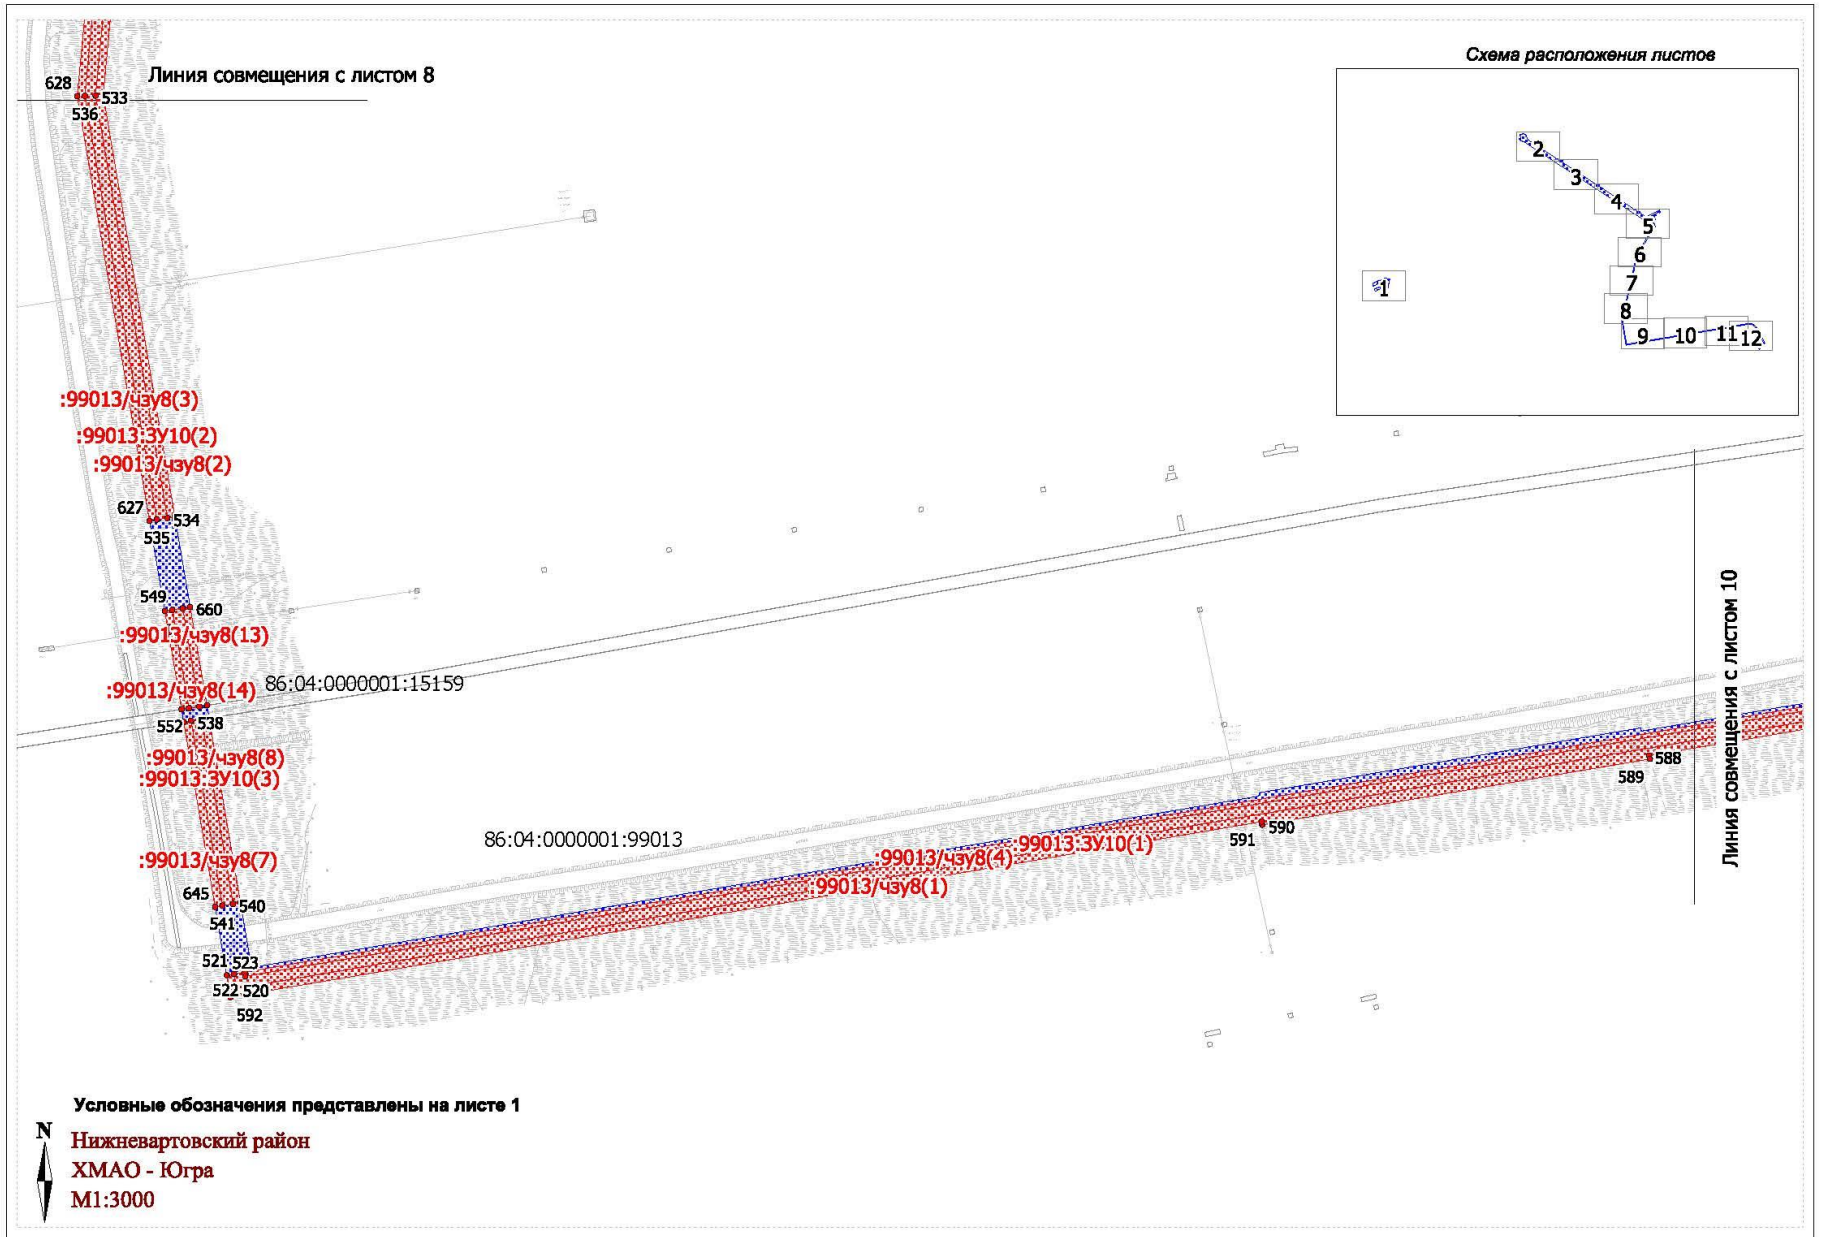 Схема расположения листов
Линия совмещения с листом 8
628
533
536
2
3
4
5
6
7
8
1
9
10
11
12
:99013/чзу8(3)
:99013:ЗУ10(2)
:99013/чзу8(2)
627
534
535
549
660
:99013/чзу8(13)
:99013/чзу8(14)
86:04:0000001:15159
552
538
:99013/чзу8(8)
:99013:ЗУ10(3)
588
589
Линия совмещения с листом 10
590
591
86:04:0000001:99013
:99013:ЗУ10(1)
:99013/чзу8(4)
:99013/чзу8(1)
:99013/чзу8(7)
645
540
541
521
523
522
520
592
Условные обозначения представлены на листе 1
N
Нижневартовский район
ХМАО - Югра
М1:3000